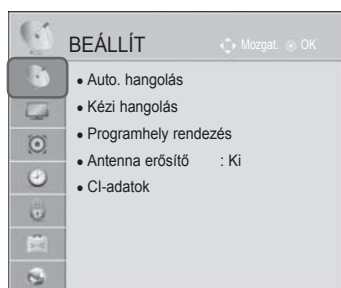 BEÁLLÍT
Mozgat. OK
• Auto. hangolás
• Kézi hangolás
• Programhely rendezés
• Antenna erősítő : Ki
• CI-adatok